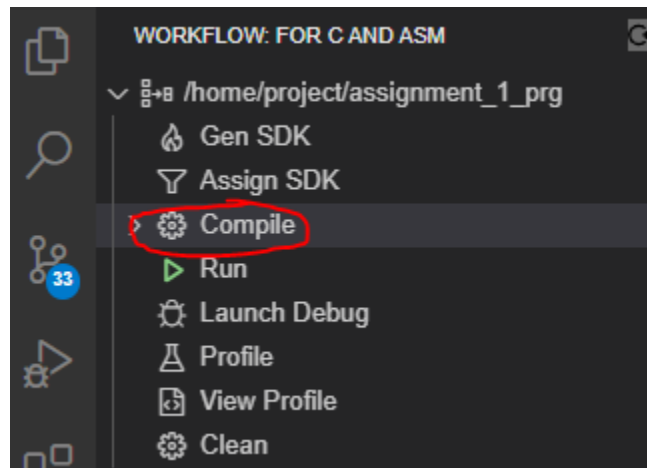 WORKFLOW: FOR C AND ASM
/home/project/assignment_1_prg
Gen SDK
Assign SDK
Compile
Run
33
Launch Debug
Profile
View Profile
Clean